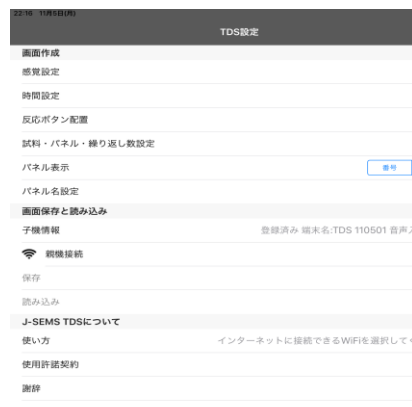 22:16 11月5日(月)
TDS設定
画面作成
感覚設定
時間設定
反応ボタン配置
試料・パネル・繰り返し数設定
パネル表示 番号
パネル名設定
画面保存と読み込み
子機情報 登録済み 端末名:TDS 110501 音声入
親機接続
保存
読み込み
J-SEMS TDSについて
使い方 インターネットに接続できるWiFiを選択して
使用許諾契約
謝辞